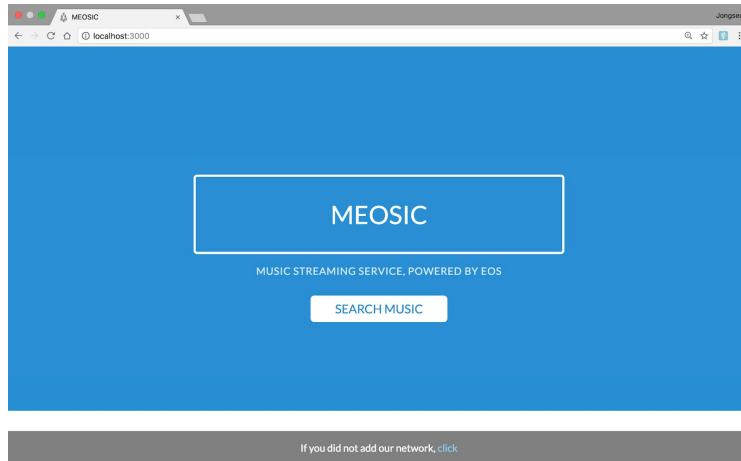 MEOSIC
Jongse
localhost:3000
MEOSIC
MUSIC STREAMING SERVICE, POWERED BY EOS
SEARCH MUSIC
If you did not add our network, click